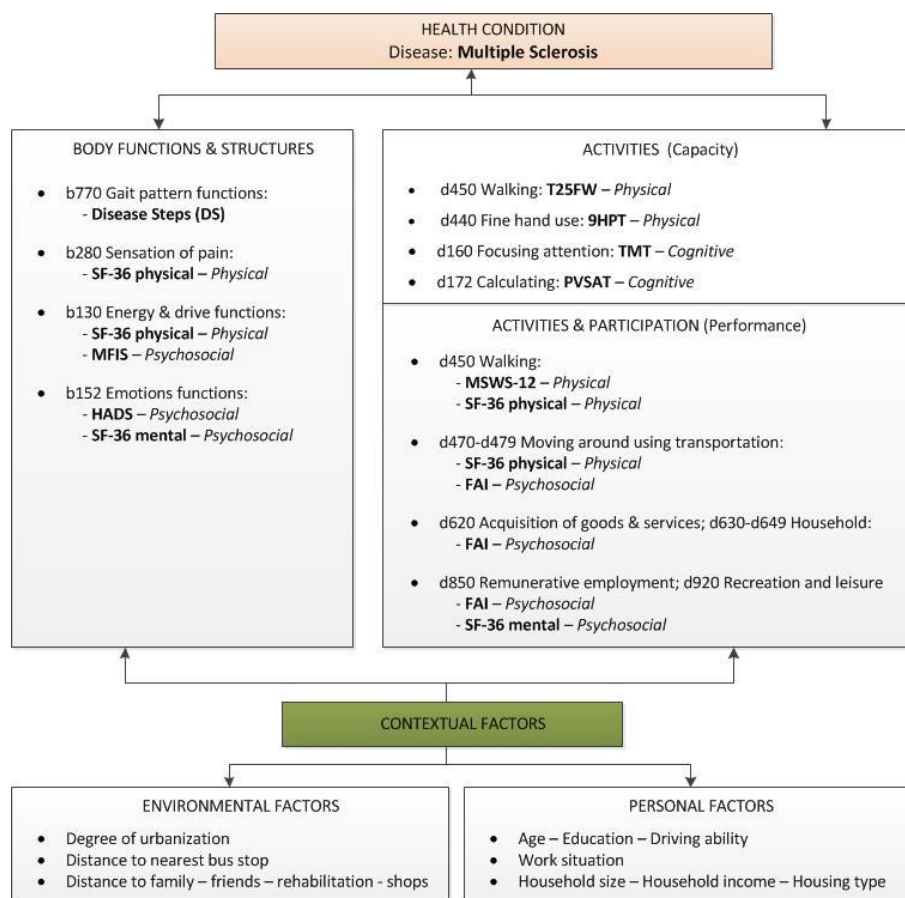 HEALTH CONDITION
Disease: Multiple Sclerosis
BODY FUNCTIONS & STRUCTURES
• b770 Gait pattern functions:
- Disease Steps (DS)
• b280 Sensation of pain:
- SF-36 physical – Physical
• b130 Energy & drive functions:
- SF-36 physical – Physical
- MFIS – Psychosocial
• b152 Emotions functions:
- HADS – Psychosocial
- SF-36 mental – Psychosocial
ACTIVITIES (Capacity)
• d450 Walking: T25FW – Physical
• d440 Fine hand use: 9HPT – Physical
• d160 Focusing attention: TMT – Cognitive
• d172 Calculating: PVSAT – Cognitive
ACTIVITIES & PARTICIPATION (Performance)
• d450 Walking:
- MSWS-12 – Physical
- SF-36 physical – Physical
• d470-d479 Moving around using transportation:
- SF-36 physical – Physical
- FAI – Psychosocial
• d620 Acquisition of goods & services; d630-d649 Household:
- FAI – Psychosocial
• d850 Remunerative employment; d920 Recreation and leisure
- FAI – Psychosocial
- SF-36 mental – Psychosocial
CONTEXTUAL FACTORS
ENVIRONMENTAL FACTORS
• Degree of urbanization
• Distance to nearest bus stop
• Distance to family – friends – rehabilitation - shops
PERSONAL FACTORS
• Age – Education – Driving ability
• Work situation
• Household size – Household income – Housing type